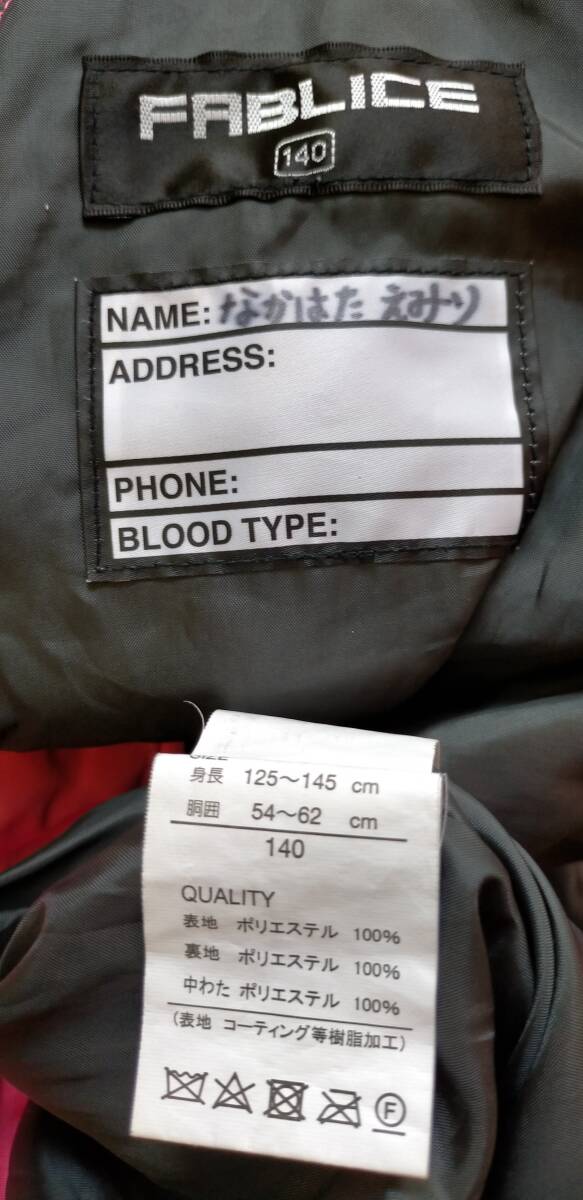 FABLICE
140
NAME: なかはた えみり
ADDRESS:
PHONE:
BLOOD TYPE:
SIZE
身長 125～145 cm
胴囲 54～62 cm
140
QUALITY
表地 ポリエステル 100%
裏地 ポリエステル 100%
中わた ポリエステル 100%
(表地 コーティング等樹脂加工)
F